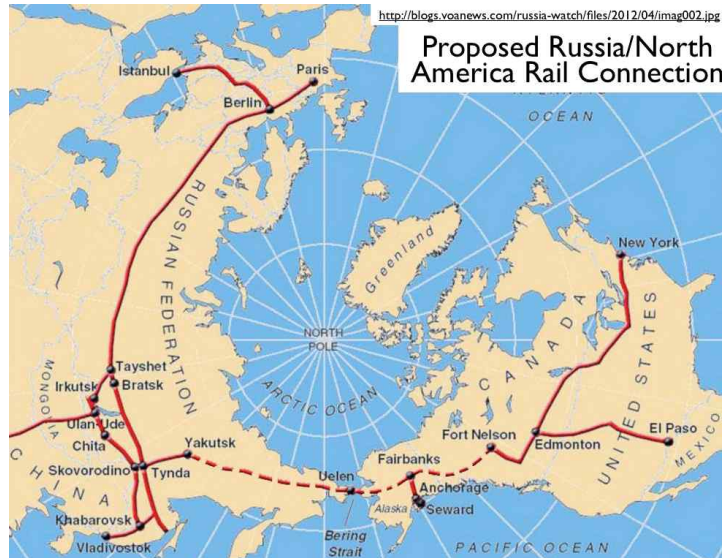 http://blogs.voanews.com/russia-watch/files/2012/04/imag002.jpg
Proposed Russia/North
America Rail Connection
OCEAN
Istanbul
Paris
Berlin
RUSSIAN FEDERATION
Greenland
New York
NORTH
POLE
CANADA
UNITED STATES
ARCTIC OCEAN
Tayshet
Bratsk
MONGOLIA
Irkutsk
Ulan-Ude
Chita
Yakutsk
Fort Nelson
El Paso
Edmonton
MEXICO
CHINA
Skovorodino
Tynda
Uelen
Fairbanks
Anchorage
Alaska
Seward
Khabarovsk
Vladivostok
Bering
Strait
PACIFIC OCEAN